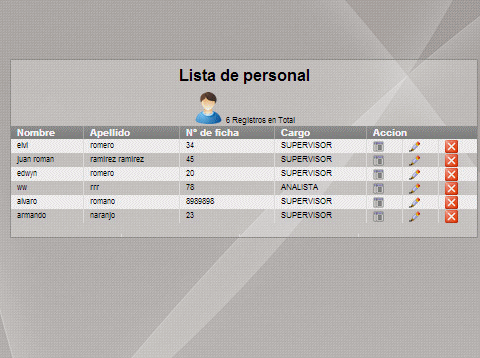 Lista de personal
6 Registros en Total
Nombre Apellido N° de ficha Cargo Accion
elvi romero 34 SUPERVISOR
juan roman ramirez ramirez 45 SUPERVISOR
edwyn romero 20 SUPERVISOR
ww rrr 78 ANALISTA
alvaro romano 8989898 SUPERVISOR
armando naranjo 23 SUPERVISOR